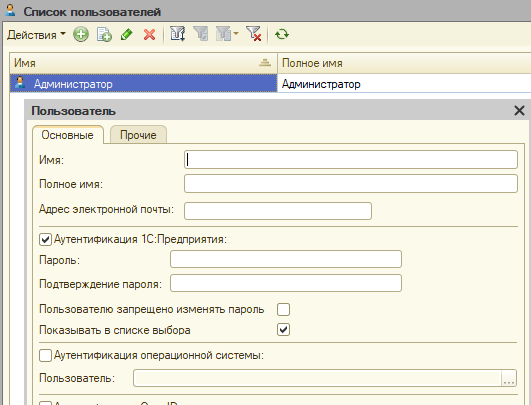 Список пользователей
Действия
Имя Полное имя
Администратор Администратор
Пользователь
Основные Прочие
Имя:
Полное имя:
Адрес электронной почты:
Аутентификация 1С:Предприятия:
Пароль:
Подтверждение пароля:
Пользователю запрещено изменять пароль
Показывать в списке выбора
Аутентификация операционной системы:
Пользователь: ...